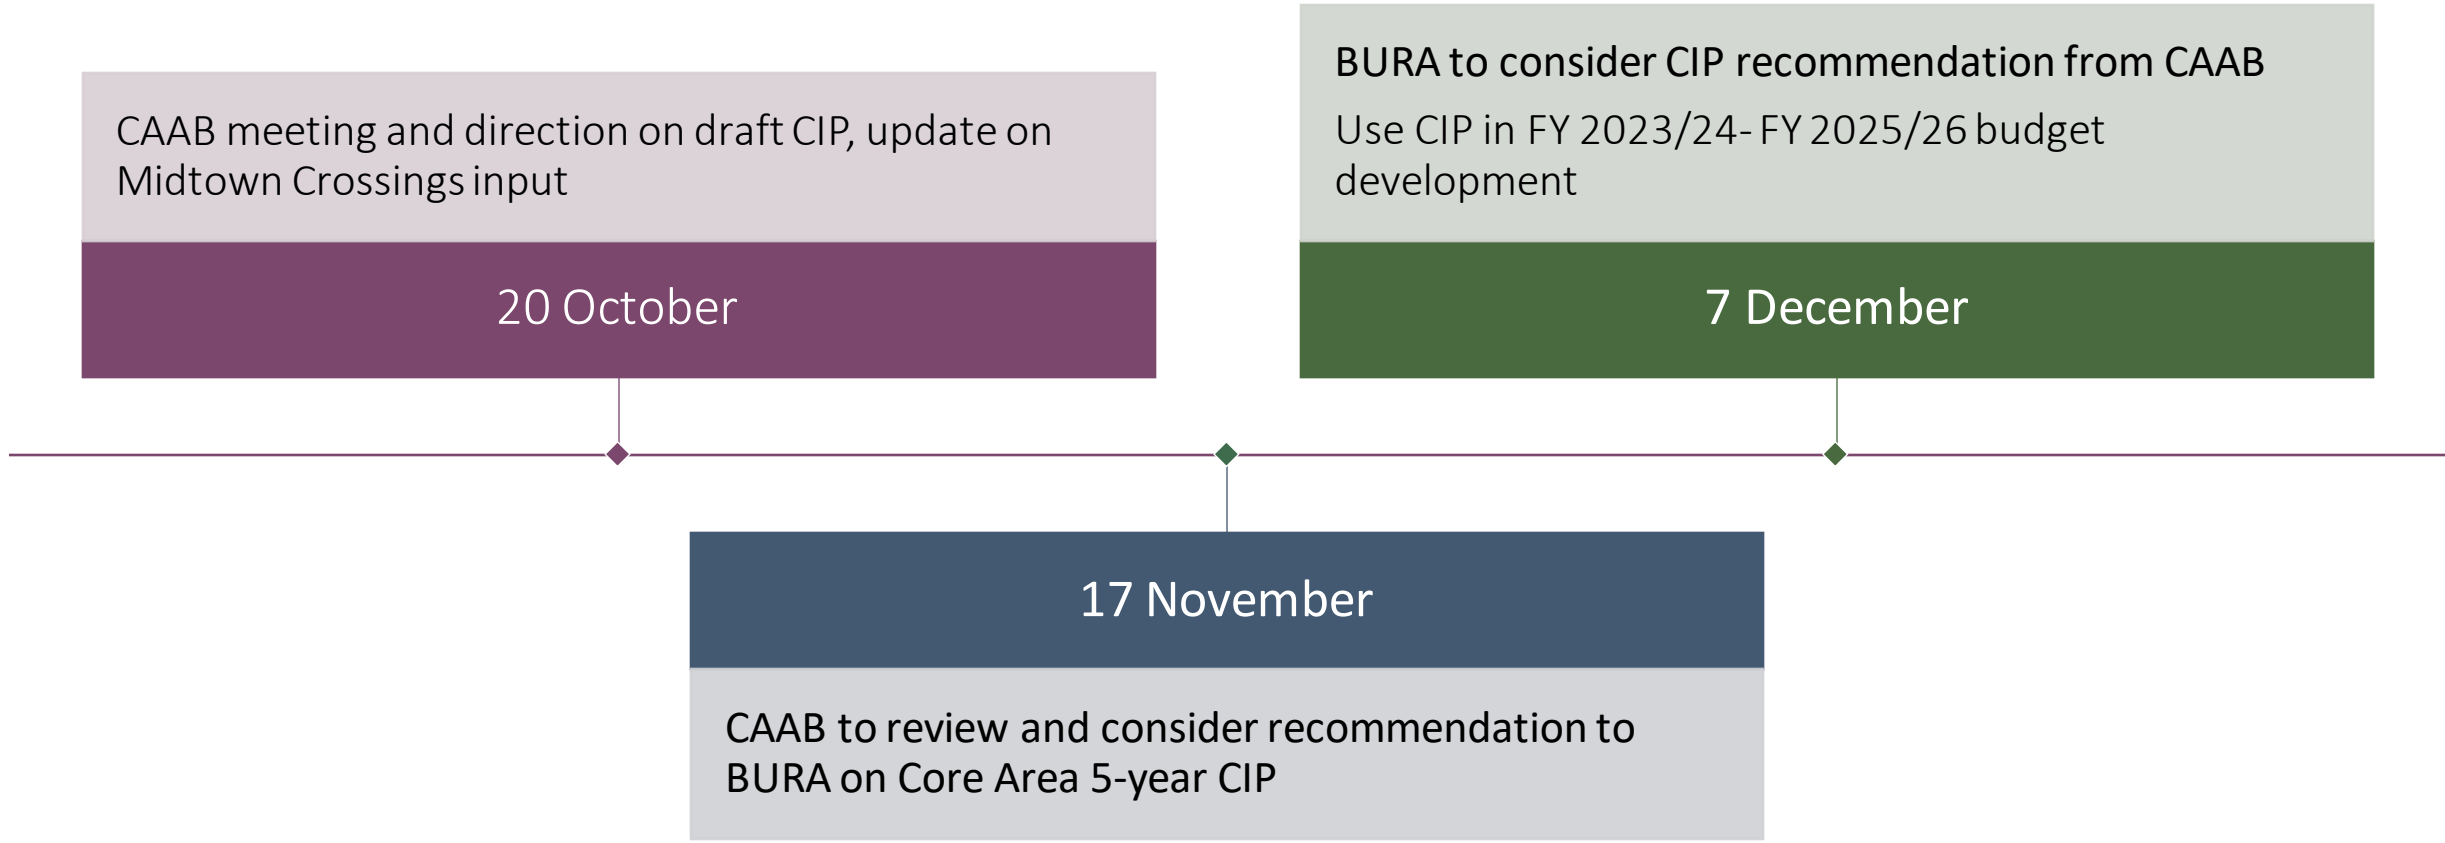 CAAB meeting and direction on draft CIP, update on
Midtown Crossings input
20 October
17 November
CAAB to review and consider recommendation to
BURA on Core Area 5-year CIP
BURA to consider CIP recommendation from CAAB
Use CIP in FY 2023/24- FY 2025/26 budget
development
7 December